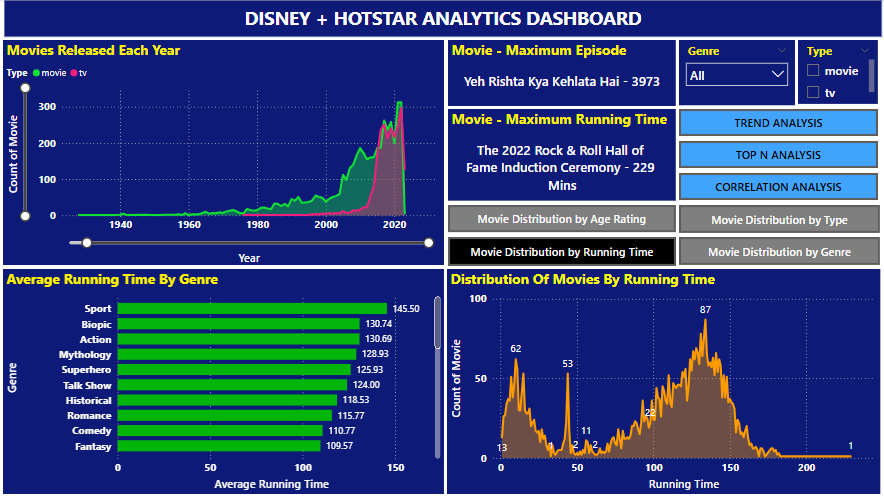 DISNEY + HOTSTAR ANALYTICS DASHBOARD
Movies Released Each Year
Type movie tv
Count of Movie
300
200
100
0
1940 1960 1980 2000 2020
Year
Movie - Maximum Episode
Yeh Rishta Kya Kehlata Hai - 3973
Movie - Maximum Running Time
The 2022 Rock & Roll Hall of
Fame Induction Ceremony - 229
Mins
Genre
All
Type
movie
tv
TREND ANALYSIS
TOP N ANALYSIS
CORRELATION ANALYSIS
Movie Distribution by Age Rating
Movie Distribution by Type
Movie Distribution by Running Time
Movie Distribution by Genre
Average Running Time By Genre
Genre
Sport 145.50
Biopic 130.74
Action 130.69
Mythology 128.93
Superhero 125.93
Talk Show 124.00
Historical 118.53
Romance 115.77
Comedy 110.77
Fantasy 109.57
0 50 100 150
Average Running Time
Distribution Of Movies By Running Time
Count of Movie
100
50
0
87
62
53
22
11
13
2
2
1
0 50 100 150 200
Running Time